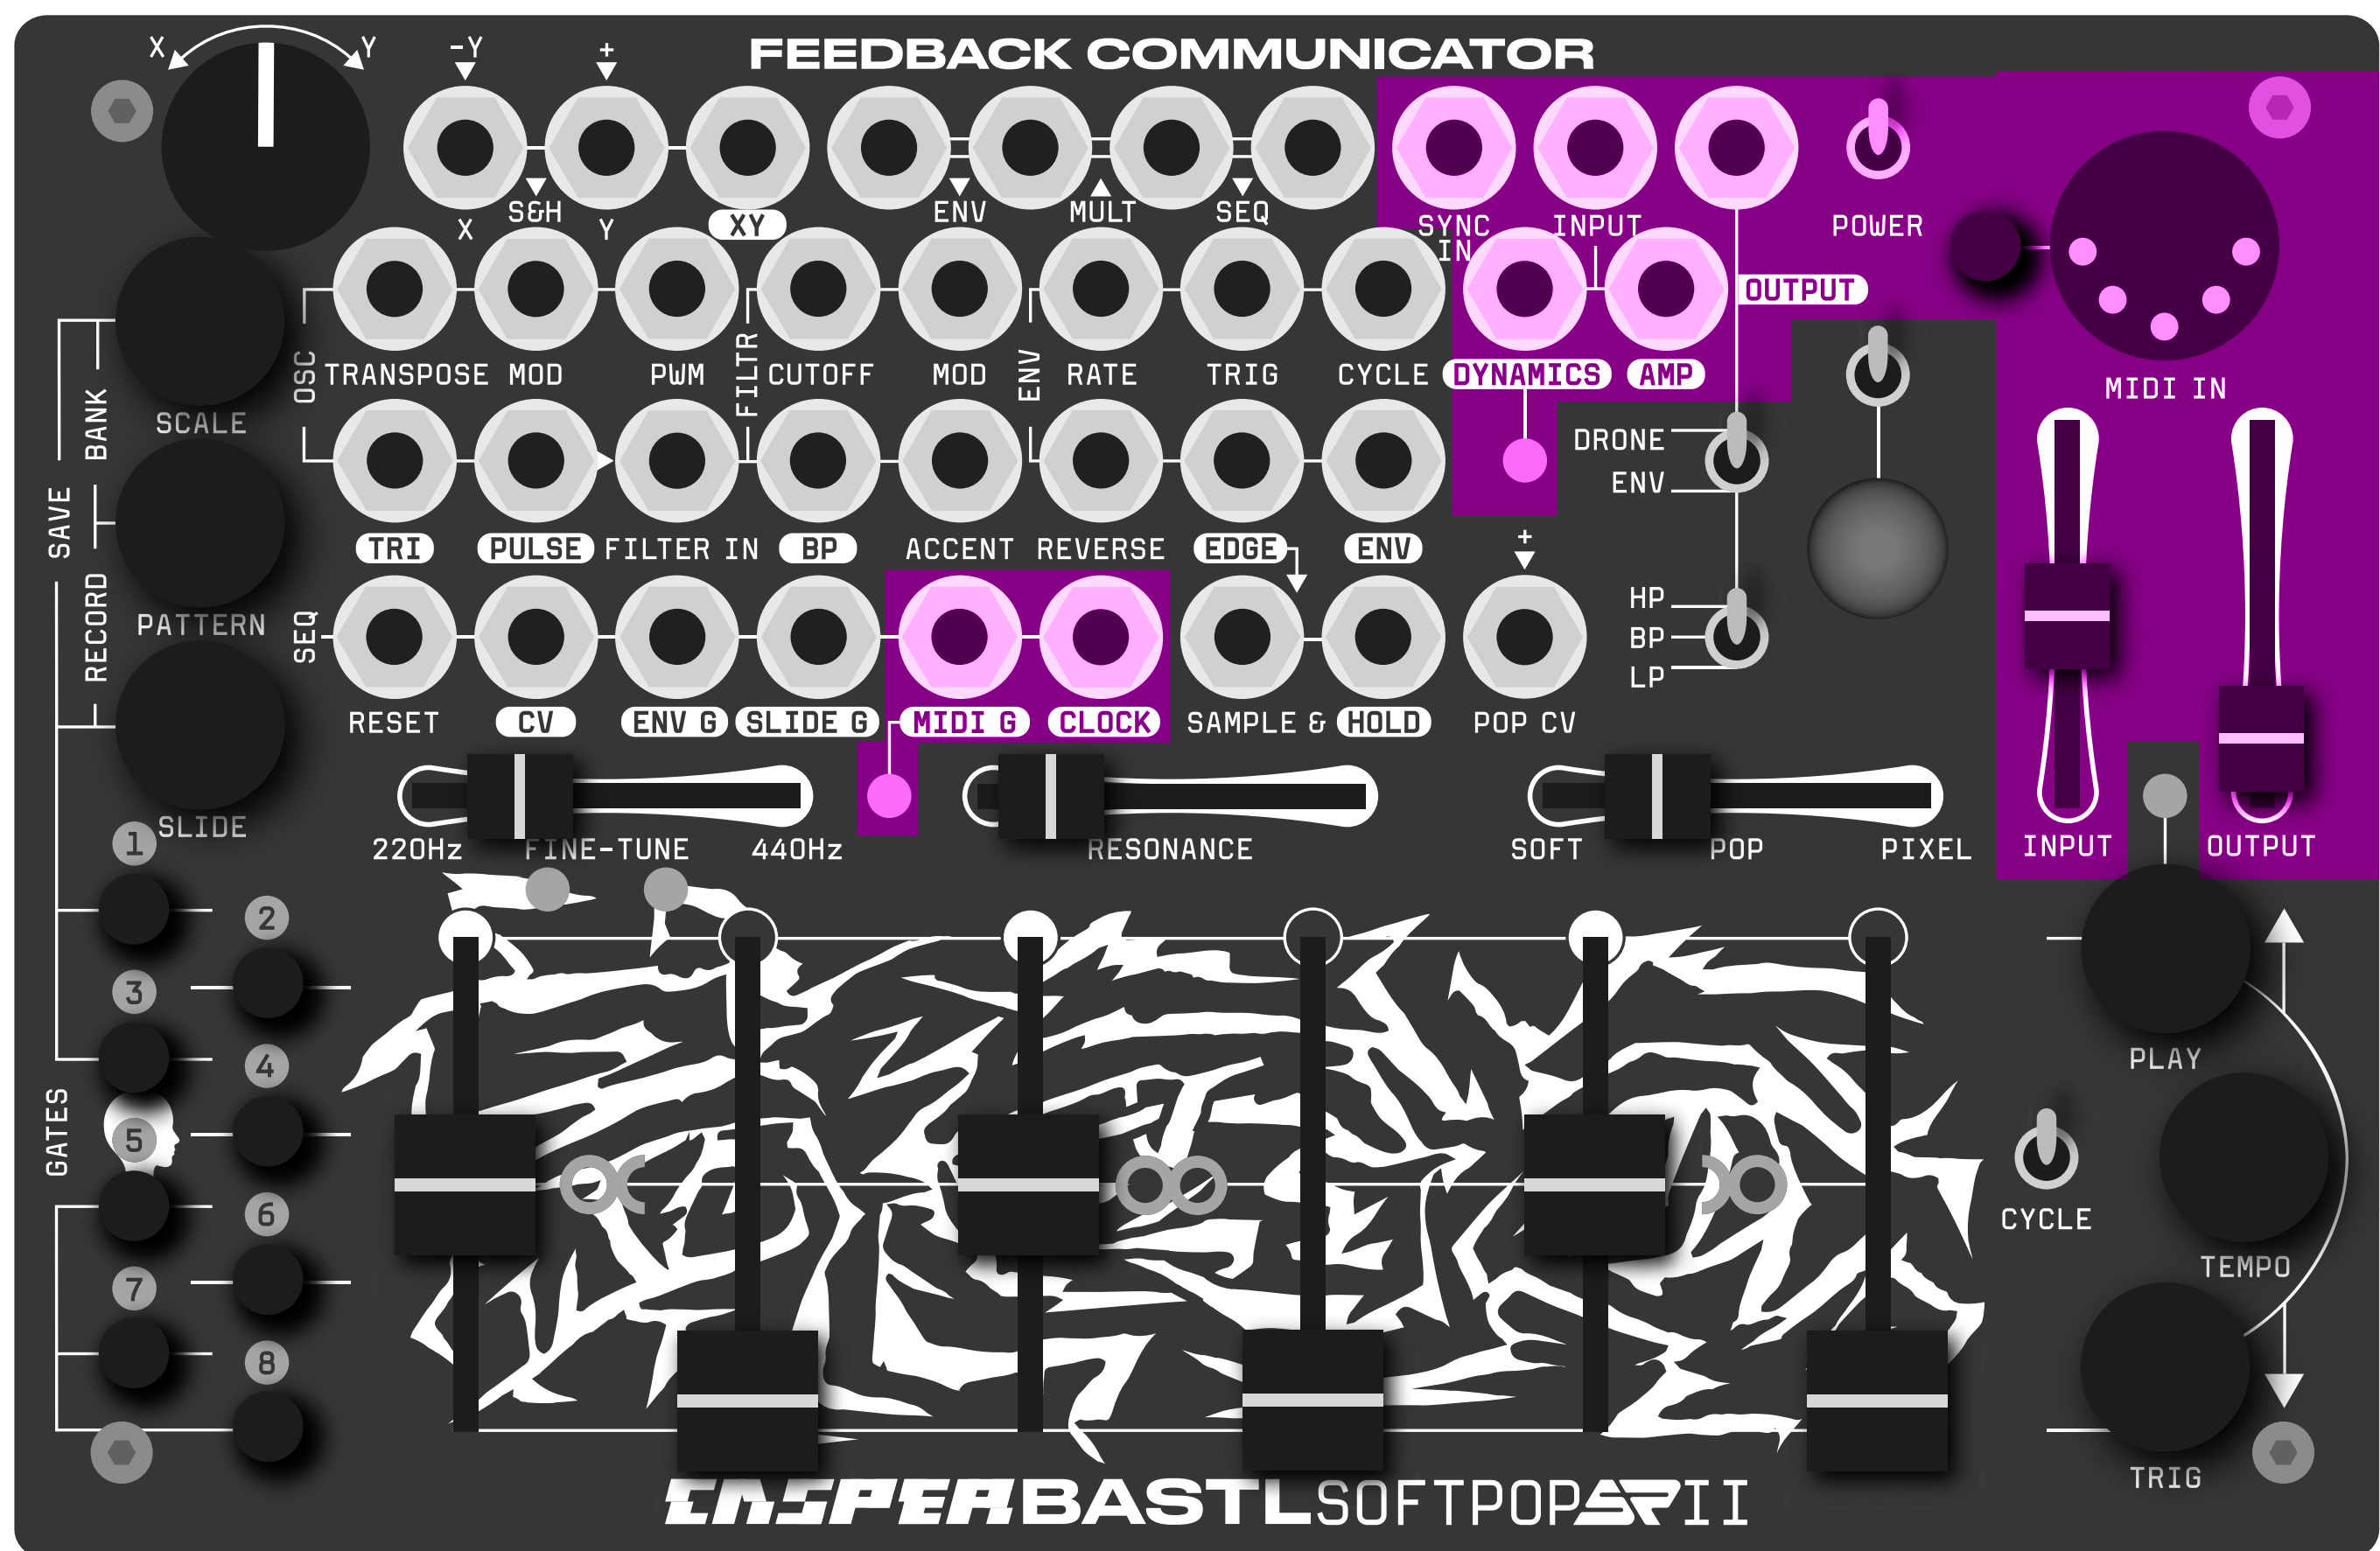 FEEDBACK COMMUNICATOR
X Y -Y +
S&H ENV MULT SEQ
X Y XY SYNC IN INPUT POWER
OUTPUT
OSC TRANSPOSE MOD PWM FILTR CUTOFF MOD ENV RATE TRIG CYCLE DYNAMICS AMP MIDI IN
SCALE
BANK
SAVE
DRONE
ENV
TRI PULSE FILTER IN BP ACCENT REVERSE EDGE ENV +
HP
BP
LP
PATTERN
RECORD
SEQ
RESET CV ENV G SLIDE G MIDI G CLOCK SAMPLE & HOLD POP CV
SLIDE
220Hz FINE-TUNE 440Hz RESONANCE SOFT POP PIXEL INPUT OUTPUT
1
2
3
4
5
6
7
8
GATES
PLAY
CYCLE
TEMPO
TRIG
CASPER BASTL SOFTPOP SR II